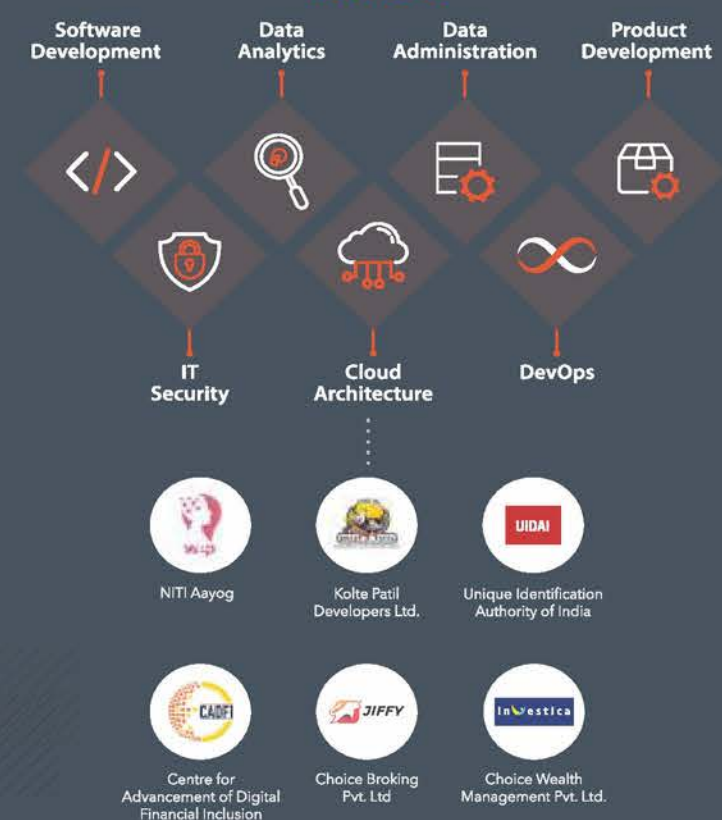 Software
Development
Data
Analytics
Data
Administration
Product
Development
IT
Security
Cloud
Architecture
DevOps
UIDAI
NITI Aayog
Kolte Patil
Developers Ltd.
Unique Identification
Authority of India
CADFI
JIFFY
Investica
Centre for
Advancement of Digital
Financial Inclusion
Choice Broking
Pvt. Ltd
Choice Wealth
Management Pvt. Ltd.